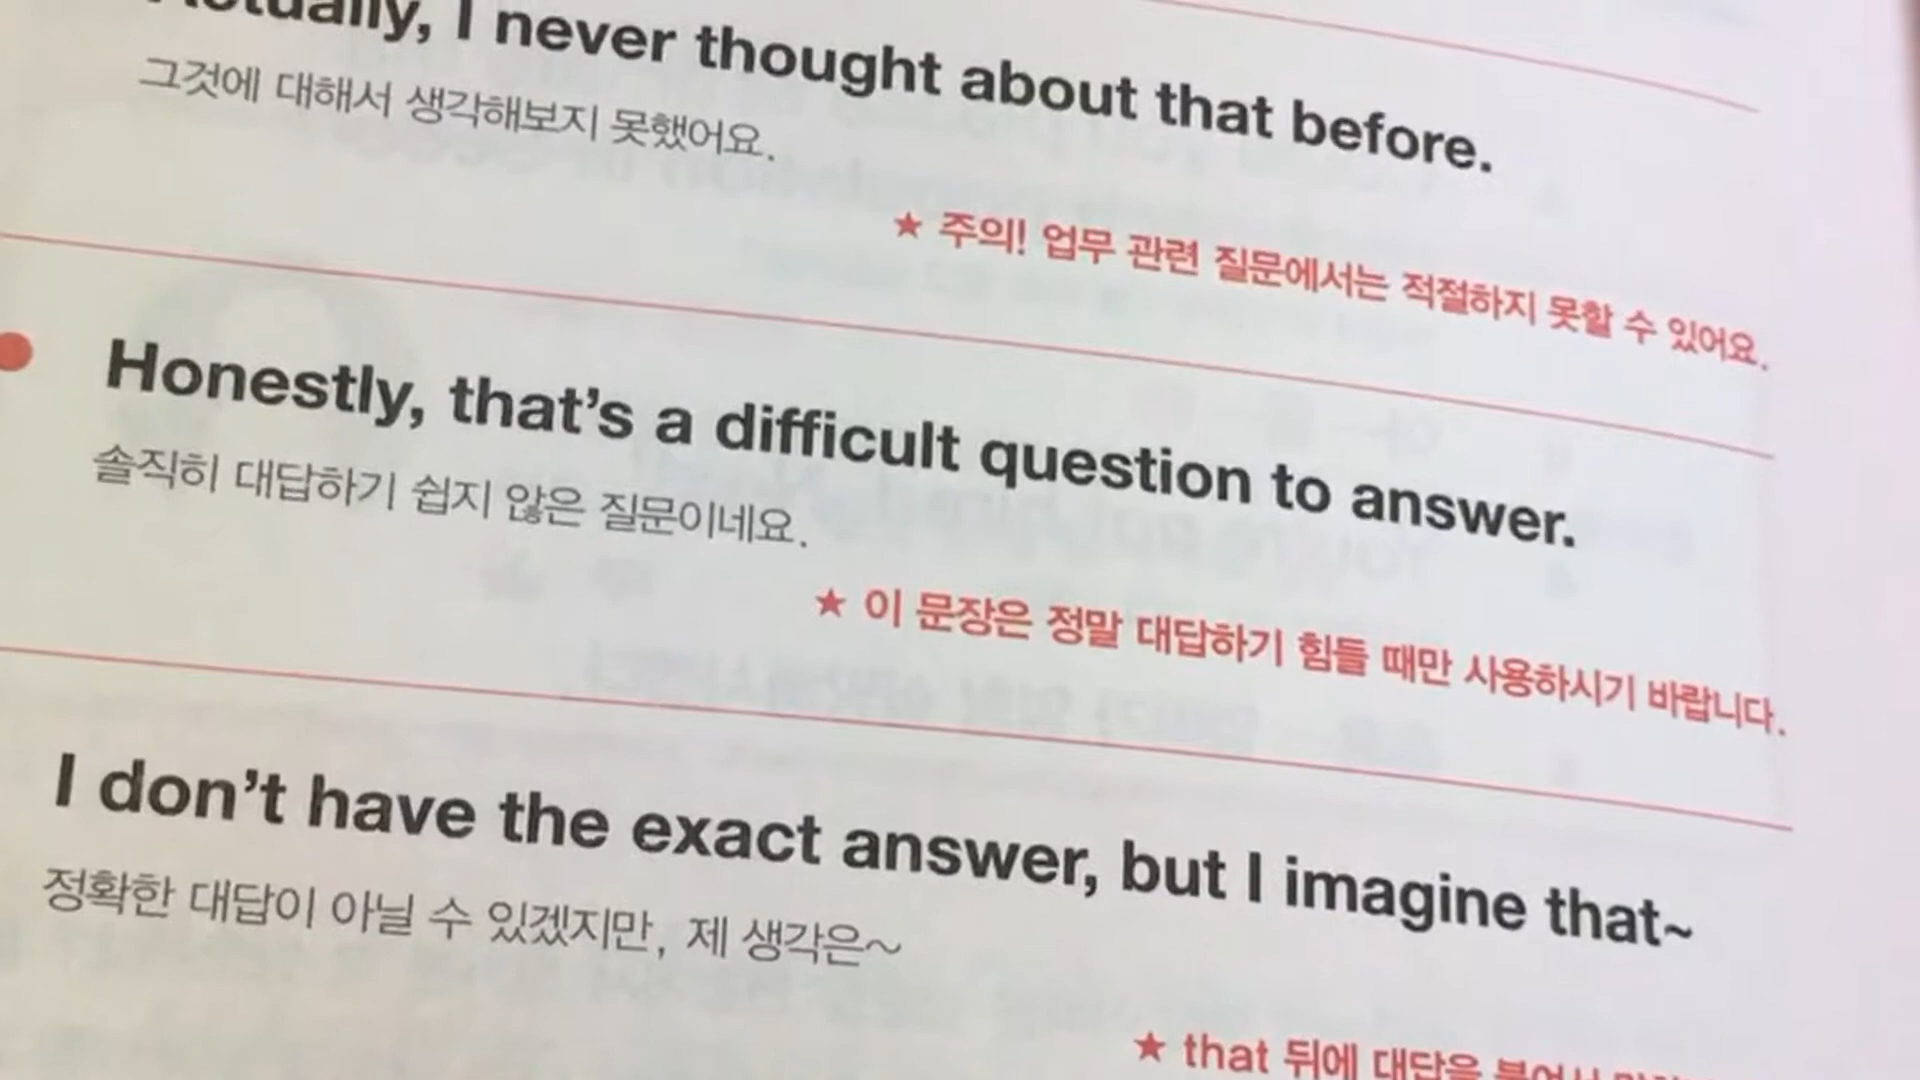 Actually, I never thought about that before.
그것에 대해서 생각해보지 못했어요.
★ 주의! 업무 관련 질문에서는 적절하지 못할 수 있어요.
Honestly, that's a difficult question to answer.
솔직히 대답하기 쉽지 않은 질문이네요.
★ 이 문장은 정말 대답하기 힘들 때만 사용하시기 바랍니다.
I don't have the exact answer, but I imagine that~
정확한 대답이 아닐 수 있겠지만, 제 생각은~
★ that 뒤에 대답을